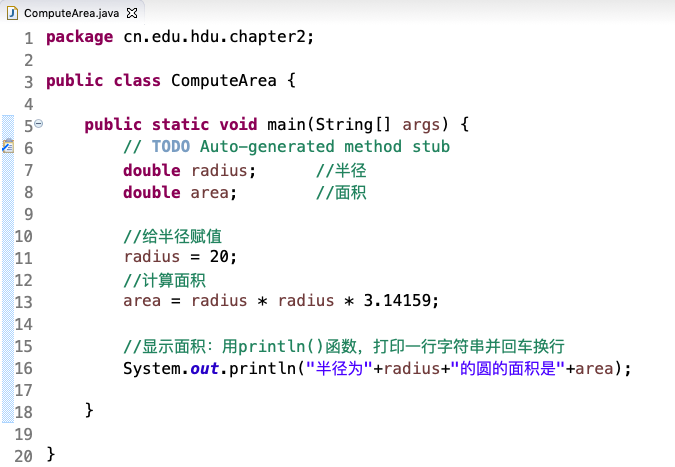 ComputeArea.java
1 package cn.edu.hdu.chapter2;
2
3 public class ComputeArea {
4
5 public static void main(String[] args) {
6 // TODO Auto-generated method stub
7 double radius; //半径
8 double area; //面积
9
10 //给半径赋值
11 radius = 20;
12 //计算面积
13 area = radius * radius * 3.14159;
14
15 //显示面积：用println()函数，打印一行字符串并回车换行
16 System.out.println("半径为"+radius+"的圆的面积是"+area);
17
18 }
19
20 }